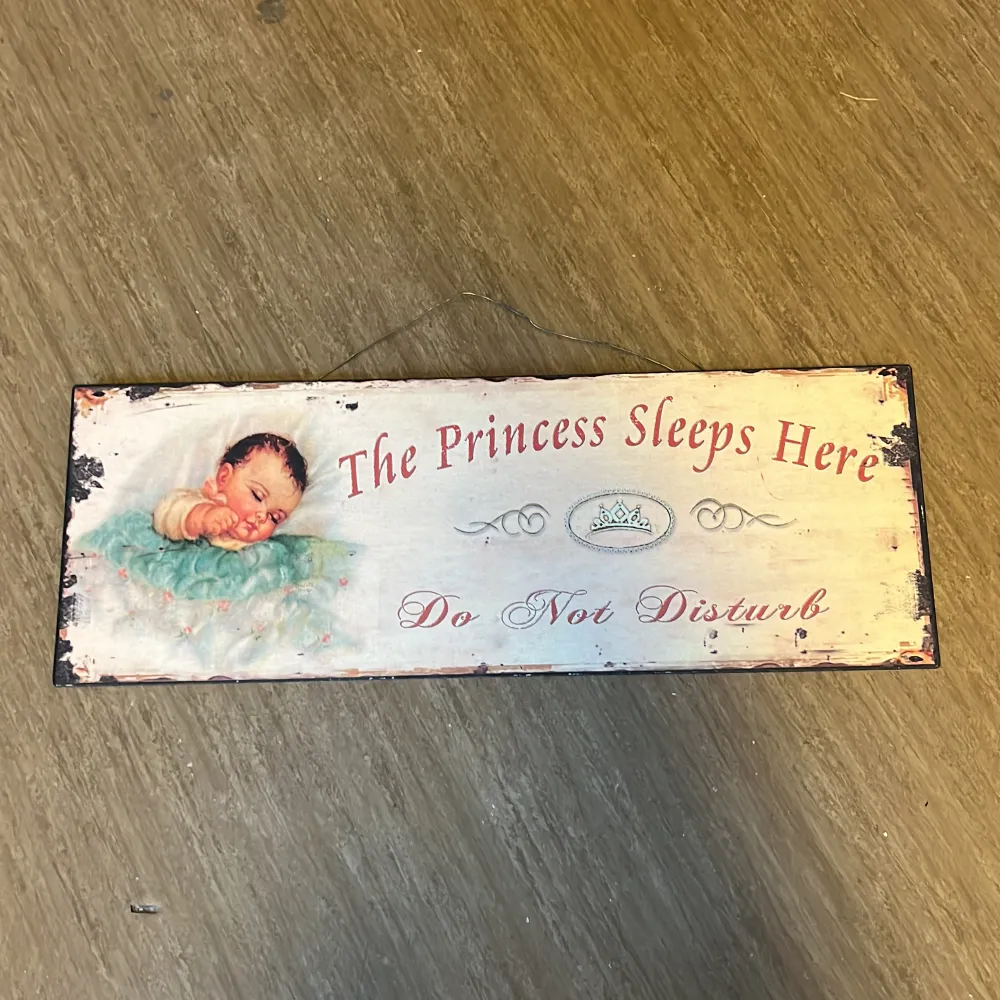 The Princess Sleeps Here
Do Not Disturb